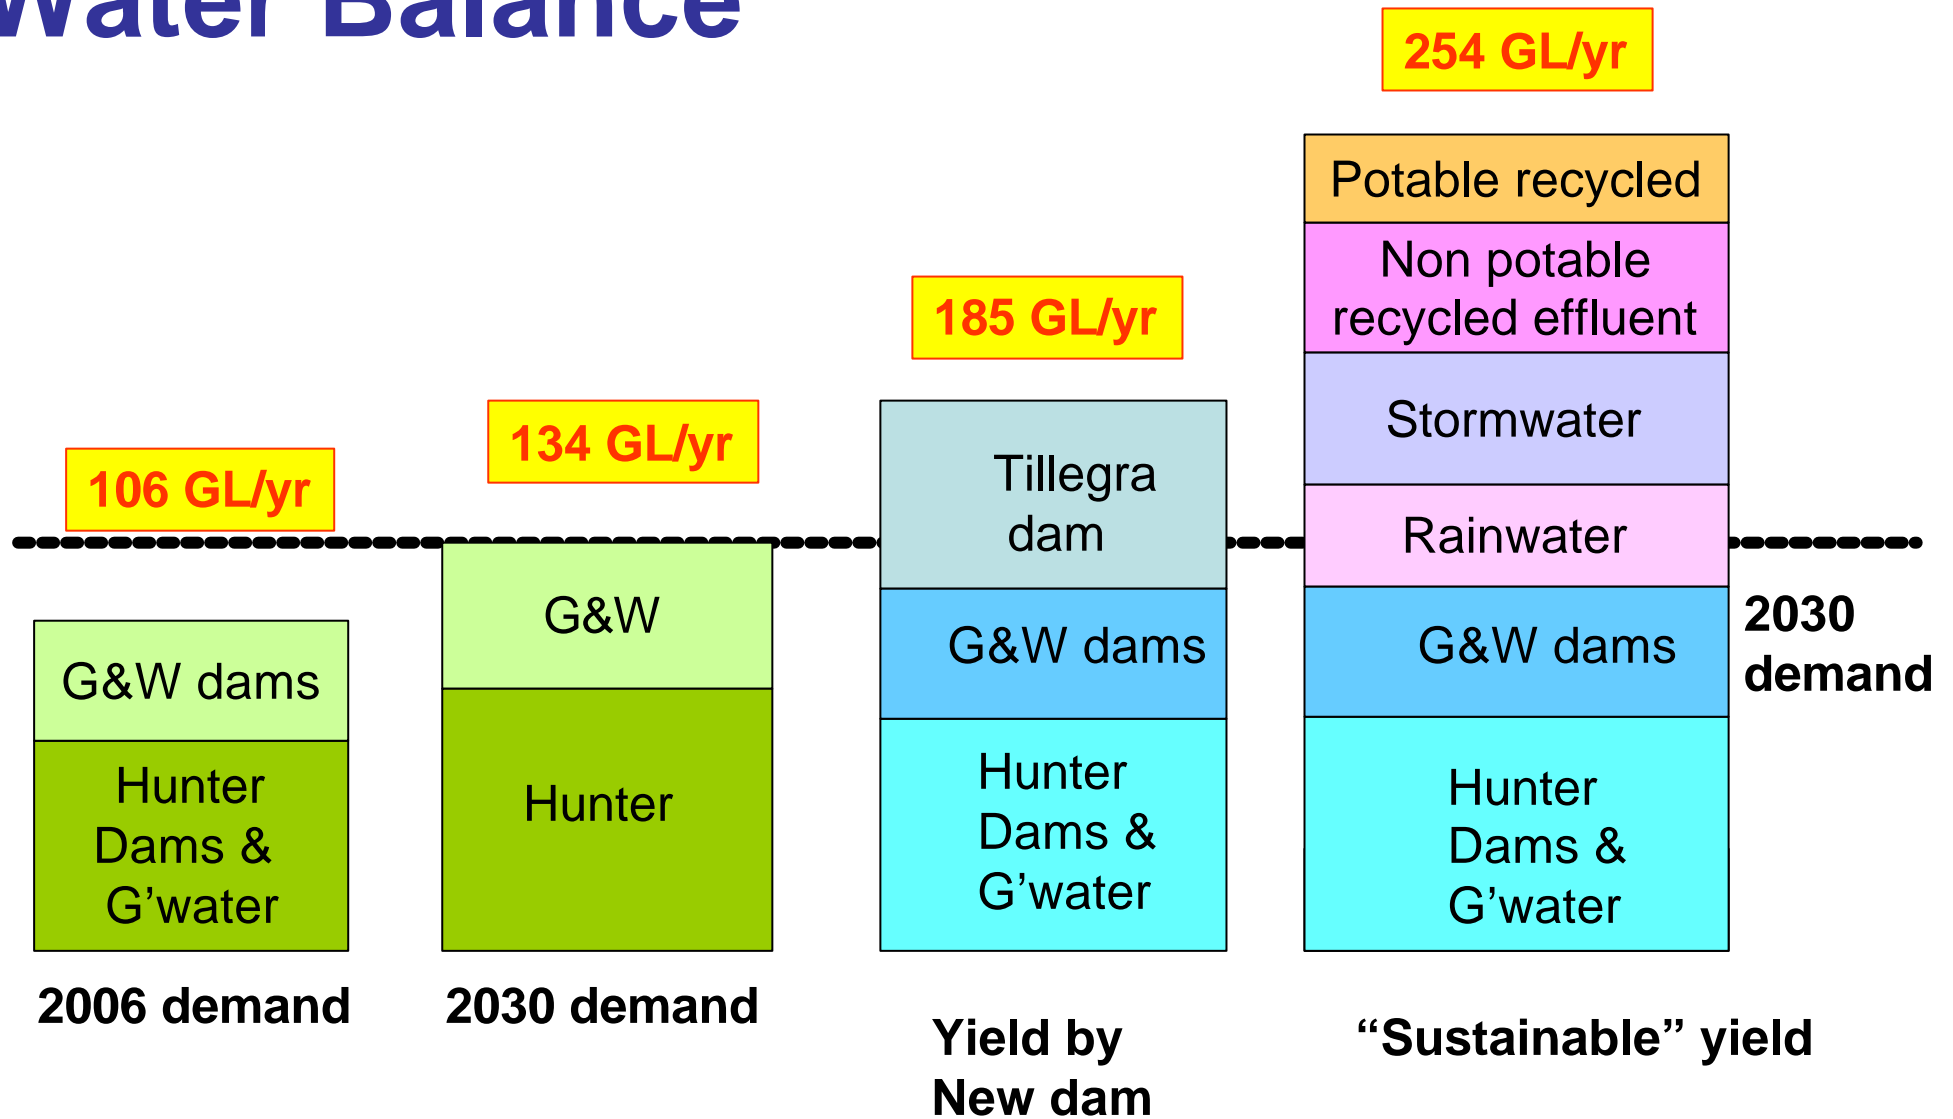 Water Balance
254 GL/yr
185 GL/yr
134 GL/yr
106 GL/yr
G&W dams
Hunter
Dams &
G’water
2006 demand
G&W
Hunter
2030 demand
Tillegra
dam
G&W dams
Hunter
Dams &
G’water
Yield by
New dam
Potable recycled
Non potable
recycled effluent
Stormwater
Rainwater
G&W dams
Hunter
Dams &
G’water
“Sustainable” yield
2030
demand